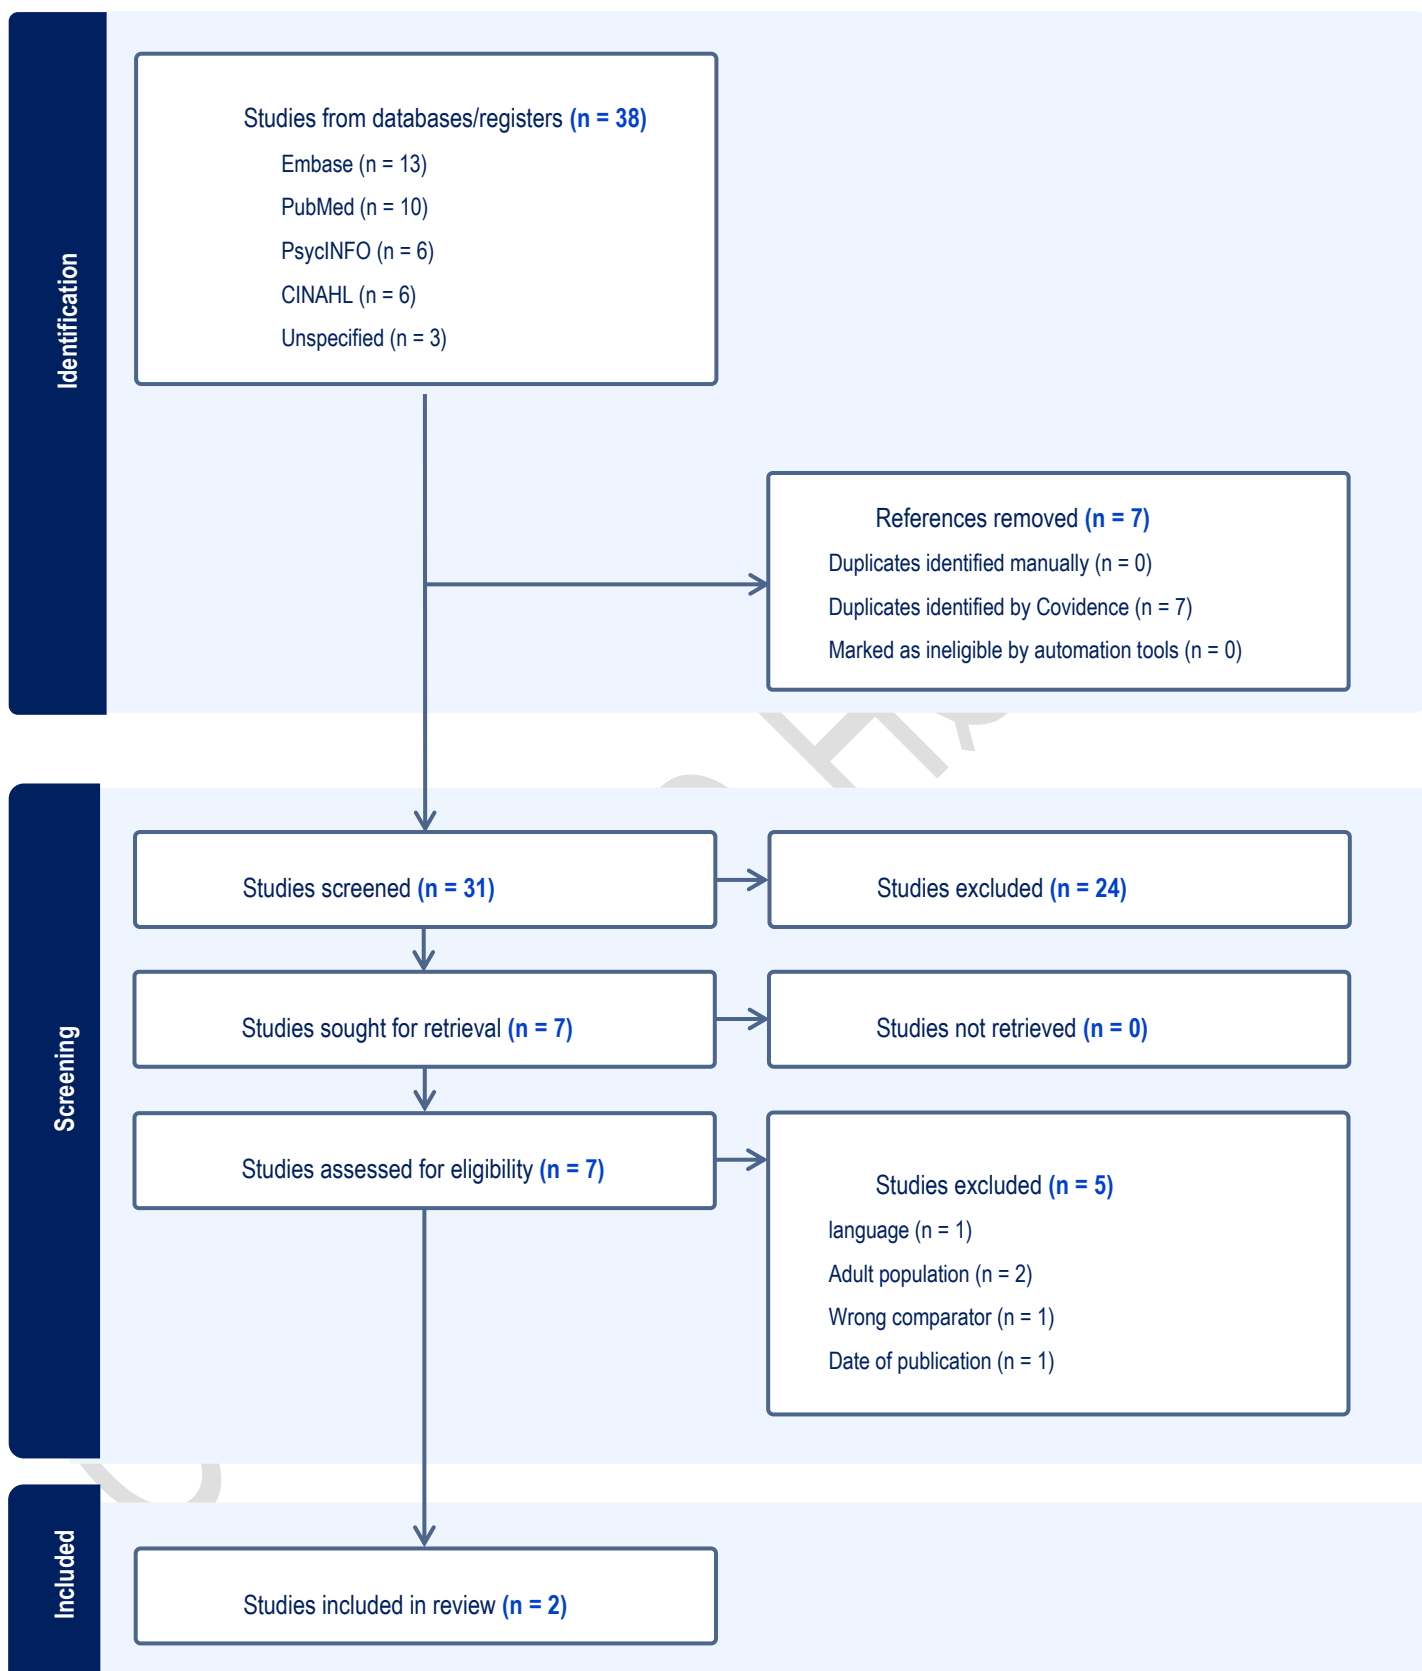 Identification
Studies from databases/registers (n = 38)
Embase (n = 13)
PubMed (n = 10)
PsycINFO (n = 6)
CINAHL (n = 6)
Unspecified (n = 3)
References removed (n = 7)
Duplicates identified manually (n = 0)
Duplicates identified by Covidence (n = 7)
Marked as ineligible by automation tools (n = 0)
Screening
Studies screened (n = 31)
Studies excluded (n = 24)
Studies sought for retrieval (n = 7)
Studies not retrieved (n = 0)
Studies assessed for eligibility (n = 7)
Studies excluded (n = 5)
language (n = 1)
Adult population (n = 2)
Wrong comparator (n = 1)
Date of publication (n = 1)
Included
Studies included in review (n = 2)